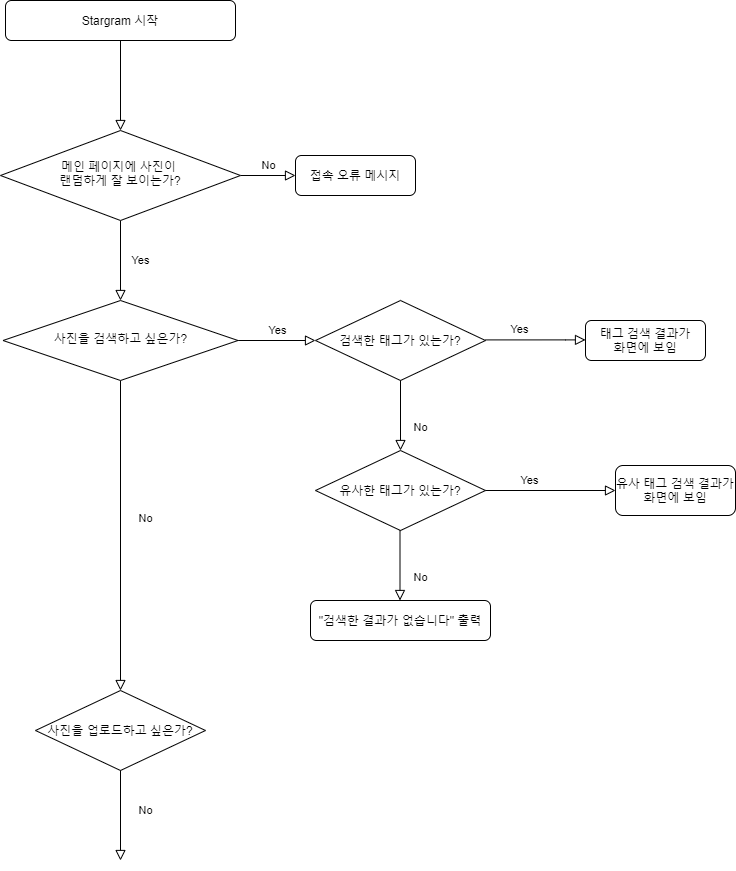 Stargram 시작
메인 페이지에 사진이
랜덤하게 잘 보이는가?
No
접속 오류 메시지
Yes
사진을 검색하고 싶은가?
Yes
검색한 태그가 있는가?
Yes
태그 검색 결과가
화면에 보임
No
유사한 태그가 있는가?
Yes
유사 태그 검색 결과가
화면에 보임
No
No
"검색한 결과가 없습니다" 출력
사진을 업로드하고 싶은가?
No